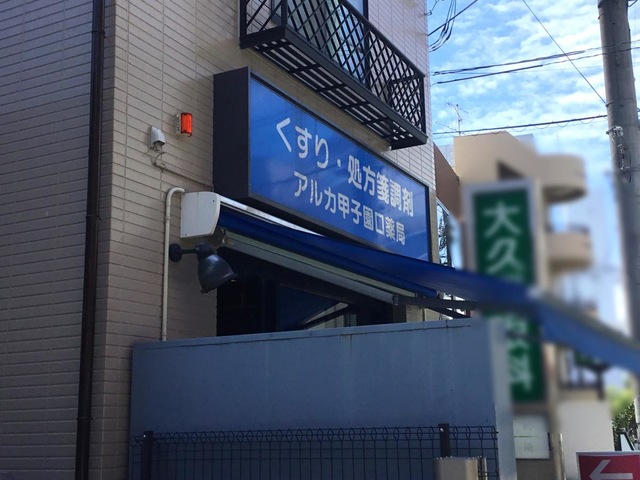 くすり・処方箋調剤
アルカ甲子園口薬局
大久
科